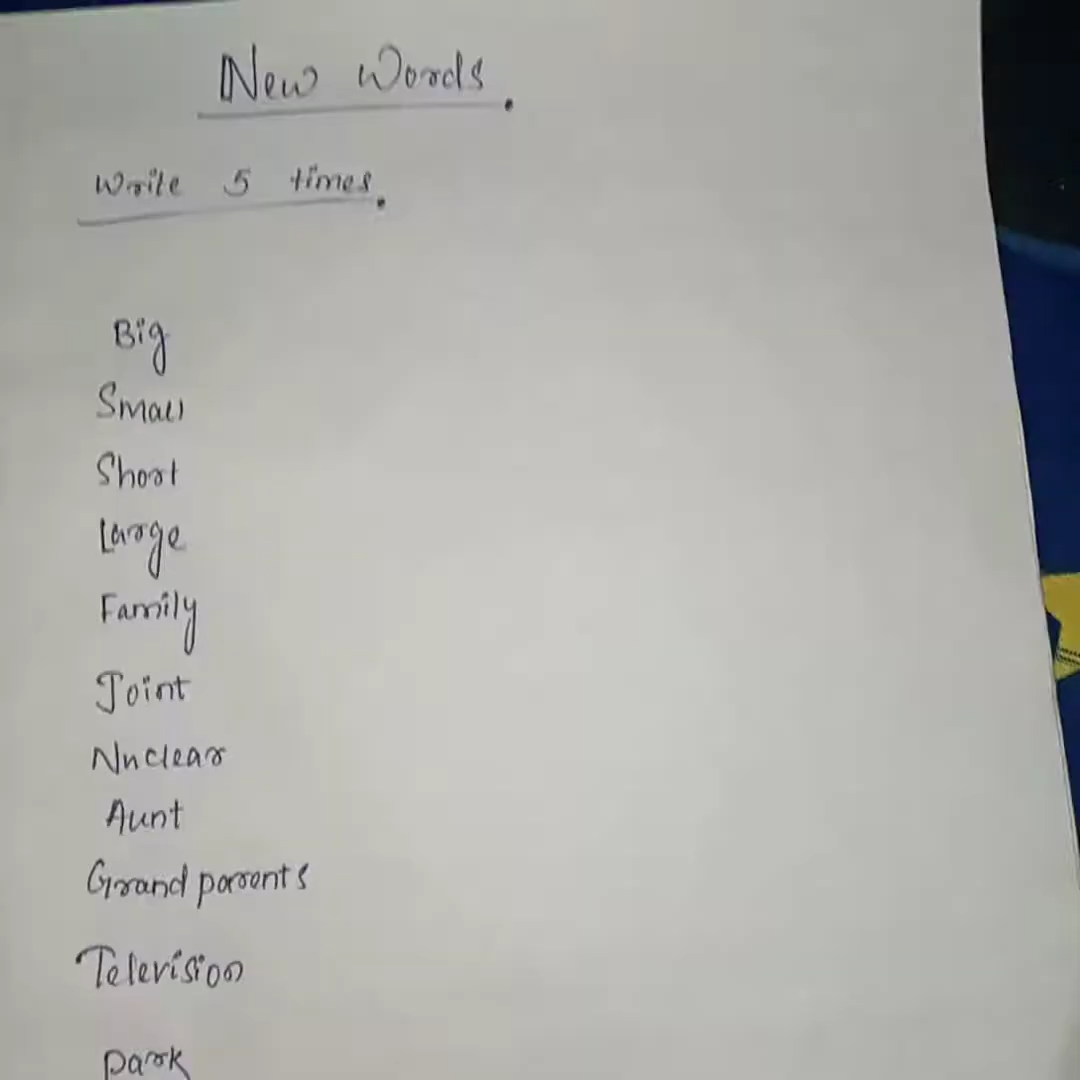 New Words.
Write 5 times.
Big
Small
Short
Large
Family
Joint
Nuclear
Aunt
Grand parents
Television
park